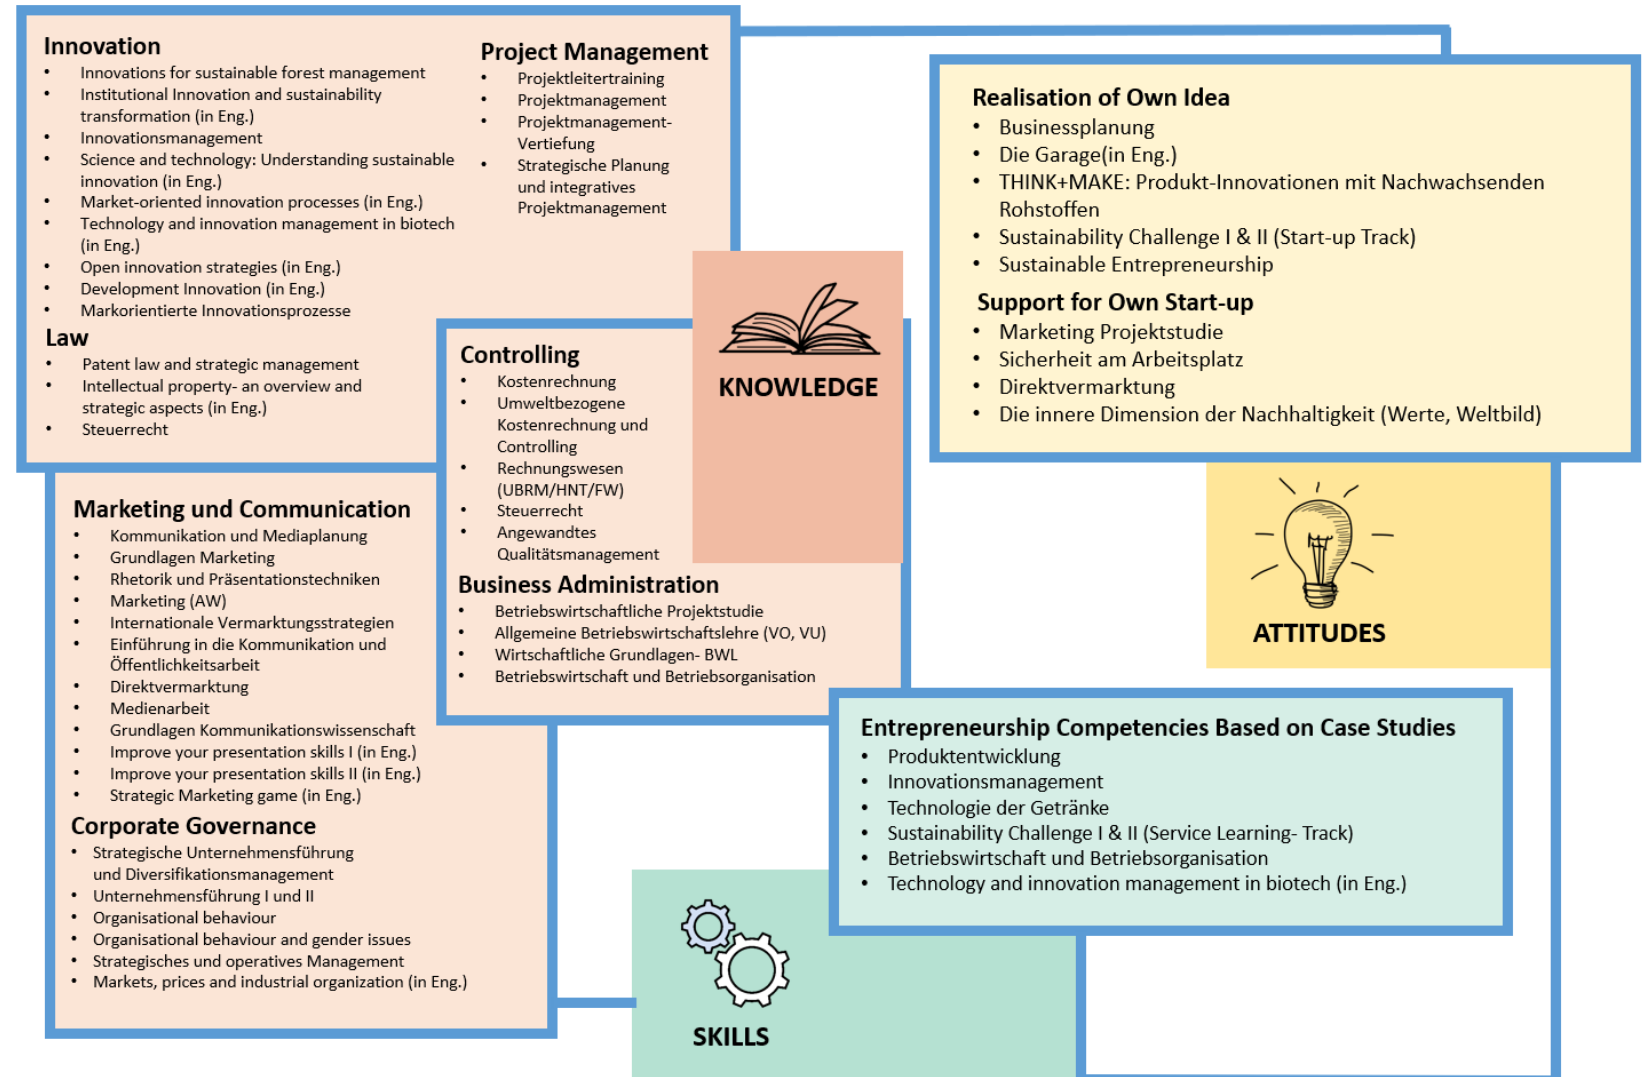 Innovation
• Innovations for sustainable forest management
• Institutional Innovation and sustainability
transformation (in Eng.)
• Innovationsmanagement
• Science and technology: Understanding sustainable
innovation (in Eng.)
• Market-oriented innovation processes (in Eng.)
• Technology and innovation management in biotech
(in Eng.)
• Open innovation strategies (in Eng.)
• Development Innovation (in Eng.)
• Markorientierte Innovationsprozesse
Law
• Patent law and strategic management
• Intellectual property- an overview and
strategic aspects (in Eng.)
• Steuerrecht
Project Management
• Projektleitertraining
• Projektmanagement
• Projektmanagement-
Vertiefung
• Strategische Planung
und integratives
Projektmanagement
KNOWLEDGE
Controlling
• Kostenrechnung
• Umweltbezogene
Kostenrechnung und
Controlling
• Rechnungswesen
(UBRM/HNT/FW)
• Steuerrecht
• Angewandtes
Qualitätsmanagement
Business Administration
• Betriebswirtschaftliche Projektstudie
• Allgemeine Betriebswirtschaftslehre (VO, VU)
• Wirtschaftliche Grundlagen- BWL
• Betriebswirtschaft und Betriebsorganisation
Marketing und Communication
• Kommunikation und Mediaplanung
• Grundlagen Marketing
• Rhetorik und Präsentationstechniken
• Marketing (AW)
• Internationale Vermarktungsstrategien
• Einführung in die Kommunikation und
Öffentlichkeitsarbeit
• Direktvermarktung
• Medienarbeit
• Grundlagen Kommunikationswissenschaft
• Improve your presentation skills I (in Eng.)
• Improve your presentation skills II (in Eng.)
• Strategic Marketing game (in Eng.)
Corporate Governance
• Strategische Unternehmensführung
und Diversifikationsmanagement
• Unternehmensführung I und II
• Organisational behaviour
• Organisational behaviour and gender issues
• Strategisches und operatives Management
• Markets, prices and industrial organization (in Eng.)
Realisation of Own Idea
• Businessplanung
• Die Garage(in Eng.)
• THINK+MAKE: Produkt-Innovationen mit Nachwachsenden
Rohstoffen
• Sustainability Challenge I & II (Start-up Track)
• Sustainable Entrepreneurship
Support for Own Start-up
• Marketing Projektstudie
• Sicherheit am Arbeitsplatz
• Direktvermarktung
• Die innere Dimension der Nachhaltigkeit (Werte, Weltbild)
ATTITUDES
Entrepreneurship Competencies Based on Case Studies
• Produktentwicklung
• Innovationsmanagement
• Technologie der Getränke
• Sustainability Challenge I & II (Service Learning- Track)
• Betriebswirtschaft und Betriebsorganisation
• Technology and innovation management in biotech (in Eng.)
SKILLS